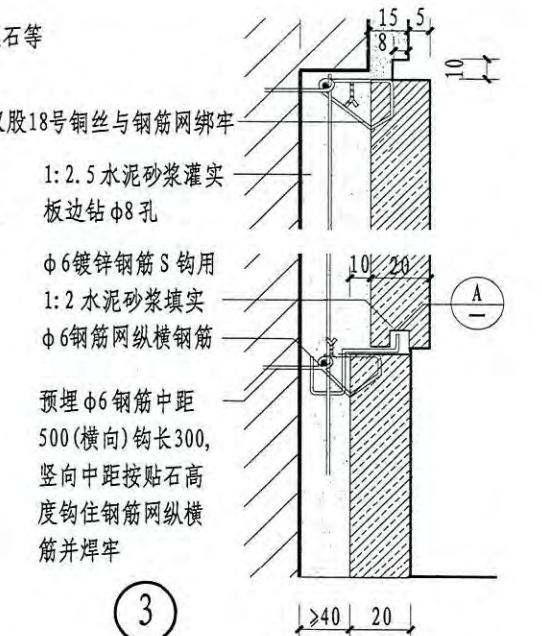 石等
股18号铜丝与钢筋网绑牢
1:2.5水泥砂浆灌实
板边钻φ8孔
φ6镀锌钢筋S钩用
1:2水泥砂浆填实
φ6钢筋网纵横钢筋
预埋φ6钢筋中距
500(横向)钩长300,
竖向中距按贴石高
度钩住钢筋网纵横
筋并焊牢
3
15 5
8
10
10 20
A
≥40 20